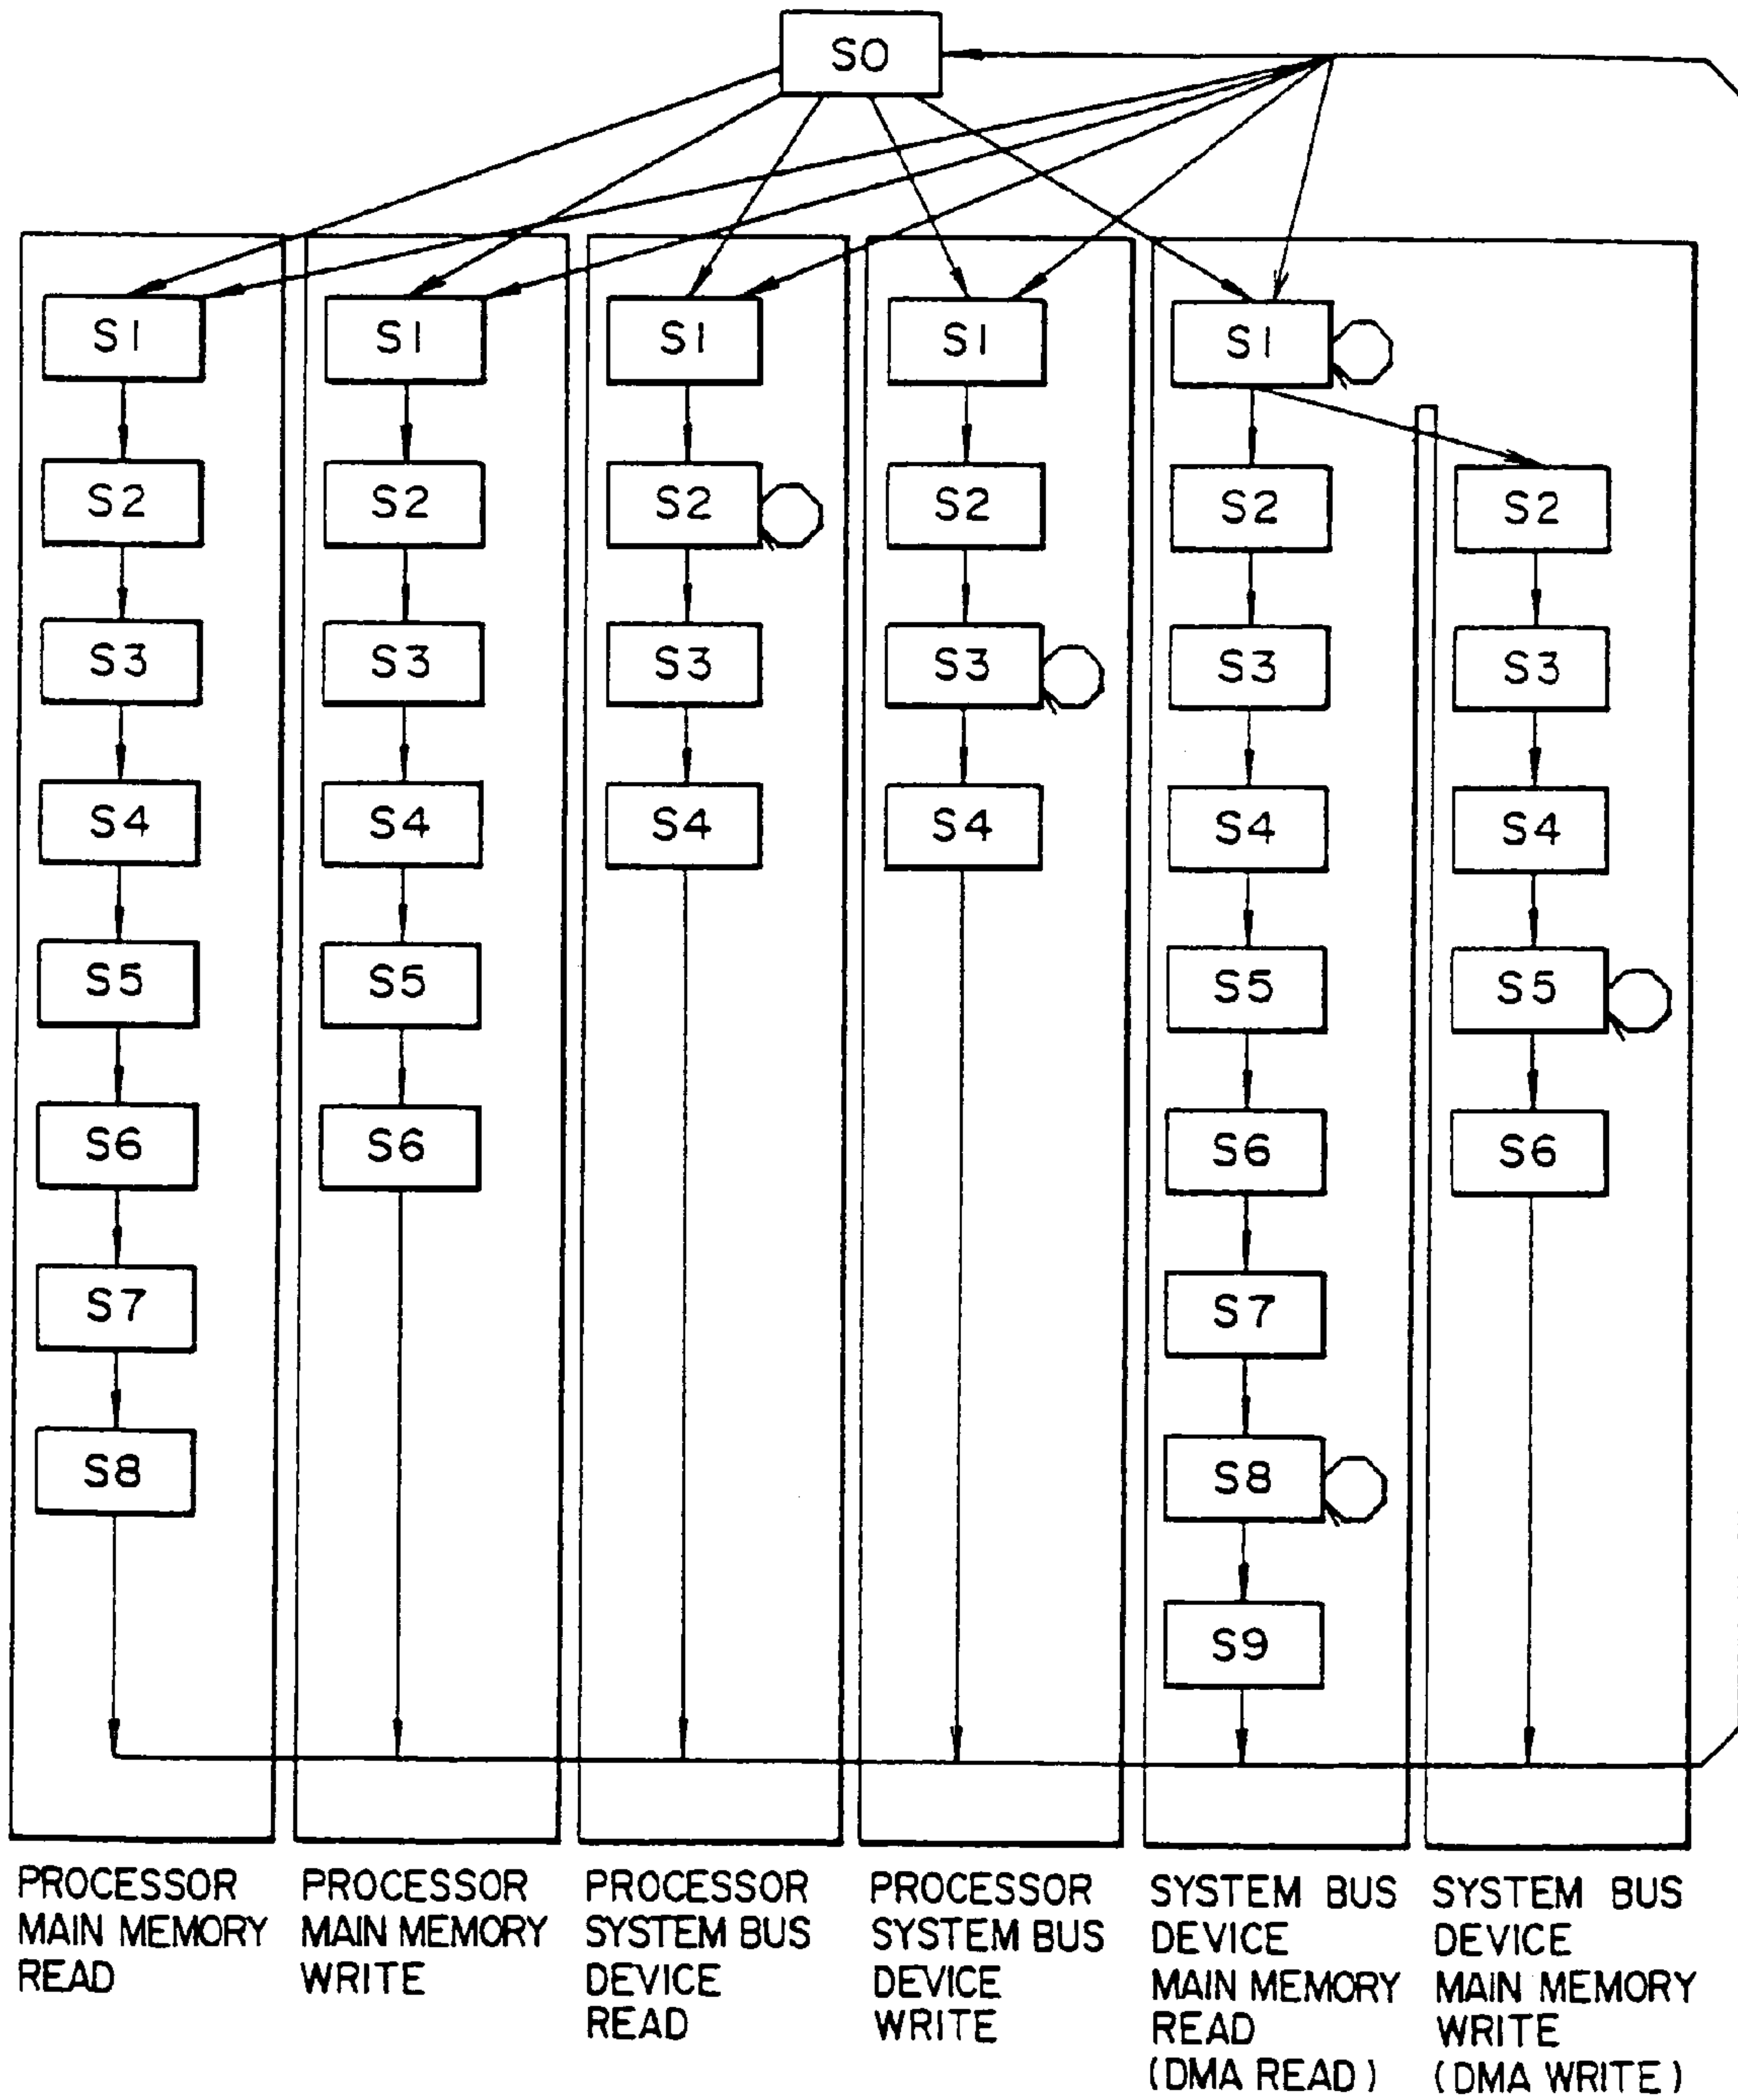 S0
S1 S1 S1 S1 S1
S2 S2 S2 S2 S2 S2
S3 S3 S3 S3 S3 S3
S4 S4 S4 S4 S4 S4
S5 S5 S5 S5
S6 S6 S6 S6
S7 S7
S8 S8
S9
PROCESSOR
MAIN MEMORY
READ
PROCESSOR
MAIN MEMORY
WRITE
PROCESSOR
SYSTEM BUS
DEVICE
READ
PROCESSOR
SYSTEM BUS
DEVICE
WRITE
SYSTEM BUS
DEVICE
MAIN MEMORY
READ
(DMA READ)
SYSTEM BUS
DEVICE
MAIN MEMORY
WRITE
(DMA WRITE)